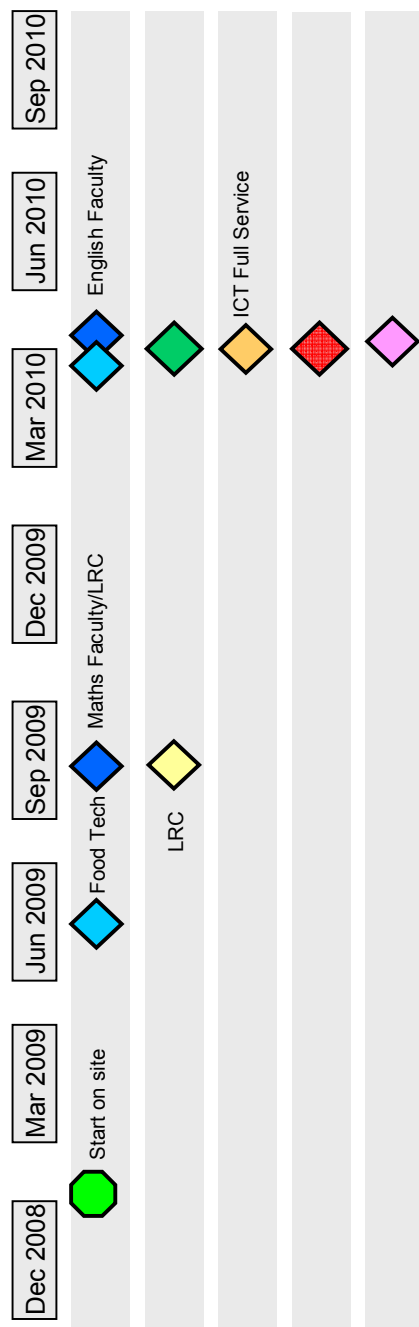 Dec 2008
Mar 2009
Jun 2009
Sep 2009
Dec 2009
Mar 2010
Jun 2010
Sep 2010
Start on site
Food Tech
Maths Faculty/LRC
English Faculty
LRC
ICT Full Service